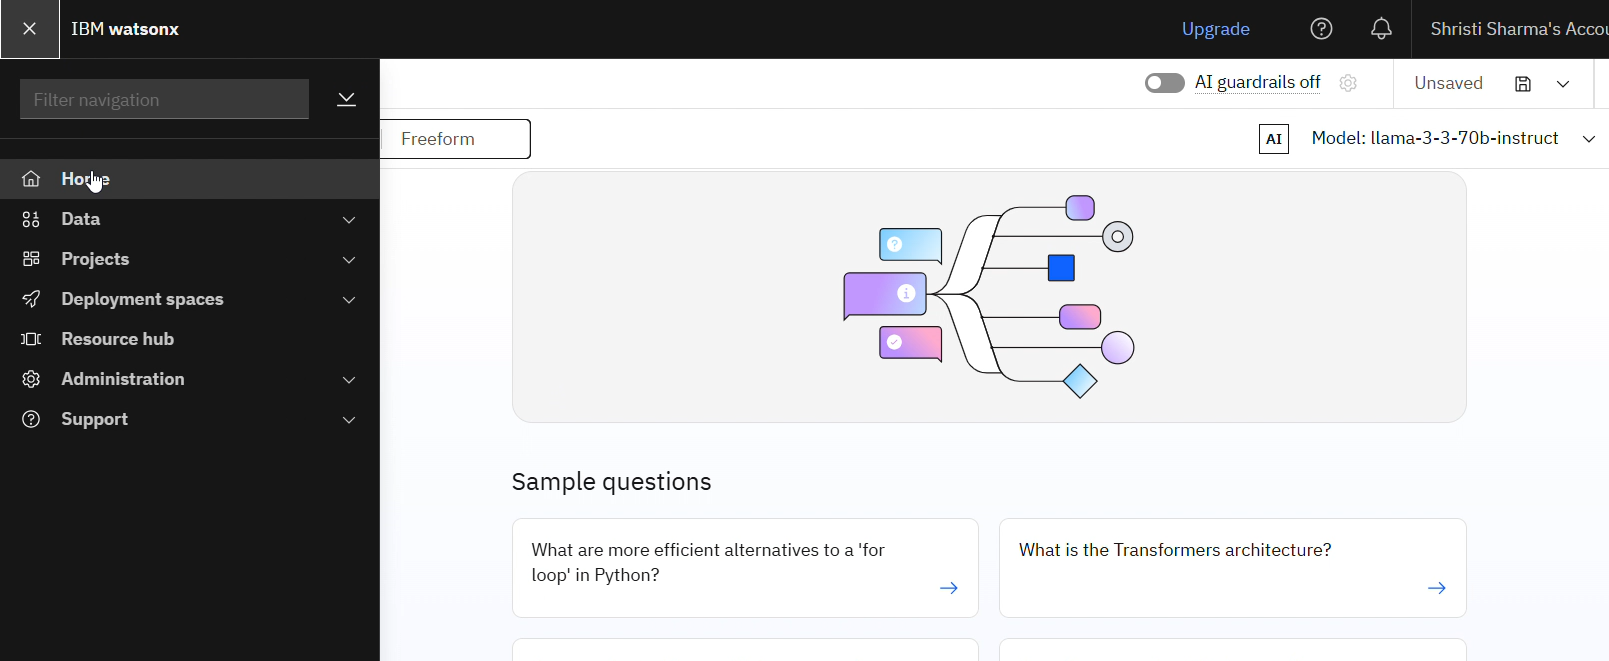 IBM watsonx
Upgrade
Shristi Sharma's
Filter navigation
AI guardrails off
Unsaved
Freeform
AI
Model: llama-3-3-70b-instruct
Home
Data
Projects
Deployment spaces
Resource hub
Administration
Support
Sample questions
What are more efficient alternatives to a 'for
loop' in Python?
What is the Transformers architecture?